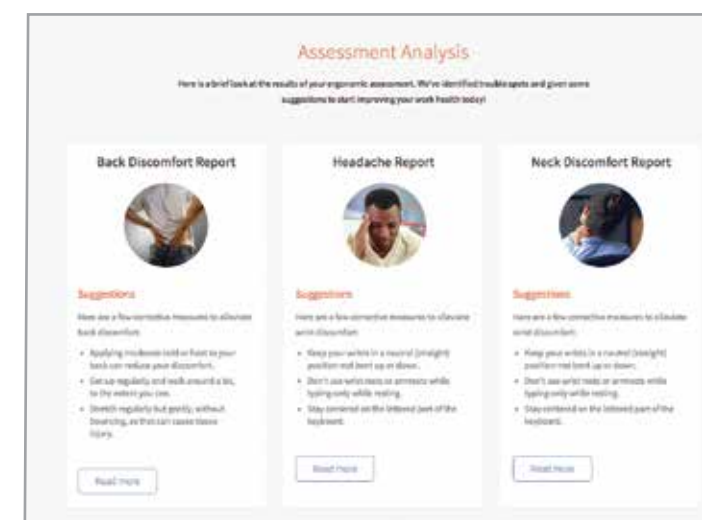 Assessment Analysis
Here is a brief look at the results of your ergonomic assessment. We've identified trouble spots and given some
suggestions to start improving your work health today!
Back Discomfort Report
Suggestions
Here are a few corrective measures to alleviate
back discomfort:
• Applying moderate cold or heat to your
back can reduce your discomfort.
• Get up regularly and walk around a bit,
to the extent you can.
• Stretch regularly but gently, without
bouncing, as that can cause tissue
injury.
Read more
Headache Report
Suggestions
Here are a few corrective measures to alleviate
wrist discomfort:
• Keep your wrists in a neutral (straight)
position not bent up or down.
• Don't use wrist rests or armrests while
typing only while resting.
• Stay centered on the lettered part of the
keyboard.
Read more
Neck Discomfort Report
Suggestions
Here are a few corrective measures to alleviate
wrist discomfort:
• Keep your wrists in a neutral (straight)
position not bent up or down.
• Don't use wrist rests or armrests while
typing only while resting.
• Stay centered on the lettered part of the
keyboard.
Read more